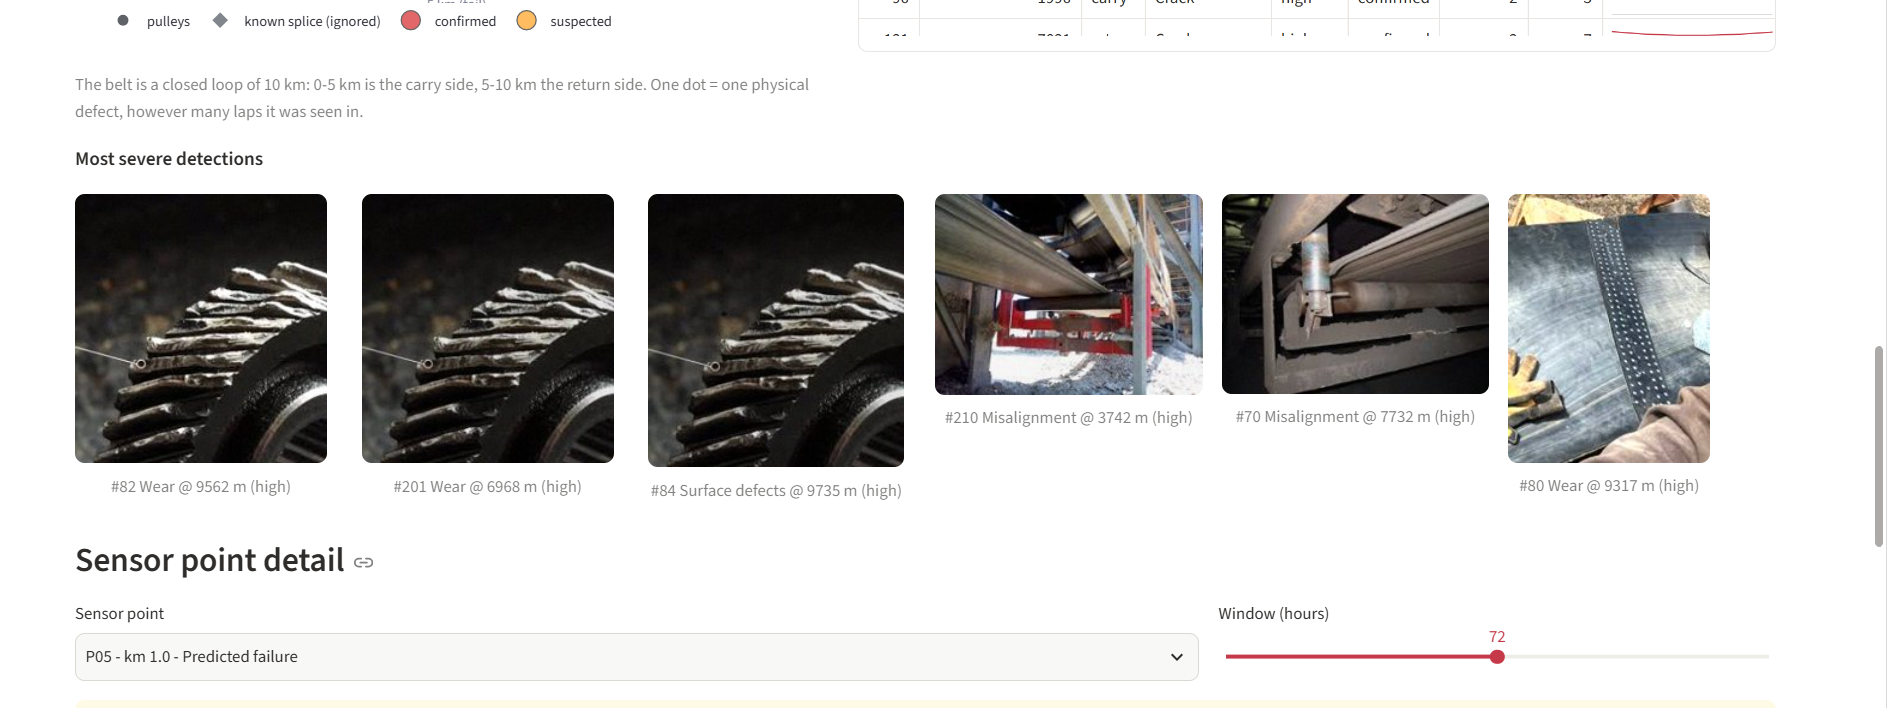 pulleys known splice (ignored) confirmed suspected
The belt is a closed loop of 10 km: 0-5 km is the carry side, 5-10 km the return side. One dot = one physical
defect, however many laps it was seen in.
Most severe detections
#82 Wear @ 9562 m (high)
#201 Wear @ 6968 m (high)
#84 Surface defects @ 9735 m (high)
#210 Misalignment @ 3742 m (high)
#70 Misalignment @ 7732 m (high)
#80 Wear @ 9317 m (high)
Sensor point detail
Sensor point
Window (hours)
72
P05 - km 1.0 - Predicted failure